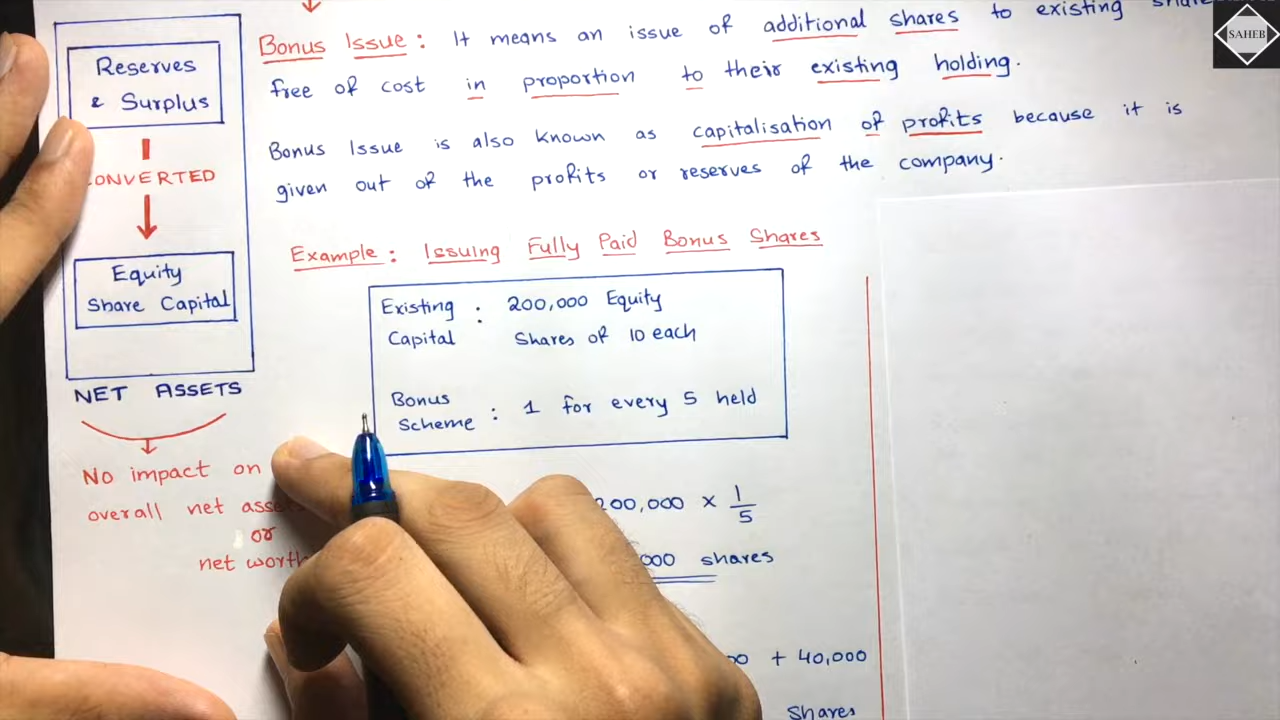 Bonus Issue : It means an issue of additional shares to existing
free of cost in proportion to their existing holding.
Bonus Issue is also known as capitalisation of profits because it is
given out of the profits or reserves of the company.
Reserves
& Surplus
CONVERTED
Equity
Share Capital
NET ASSETS
No impact on
overall net
or
net worth
Example : Issuing Fully Paid Bonus Shares
Existing : 200,000 Equity
Capital Shares of 10 each
Bonus
Scheme : 1 for every 5 held
200,000 × 1/5
000 shares
+ 40,000
shares
SAHEB